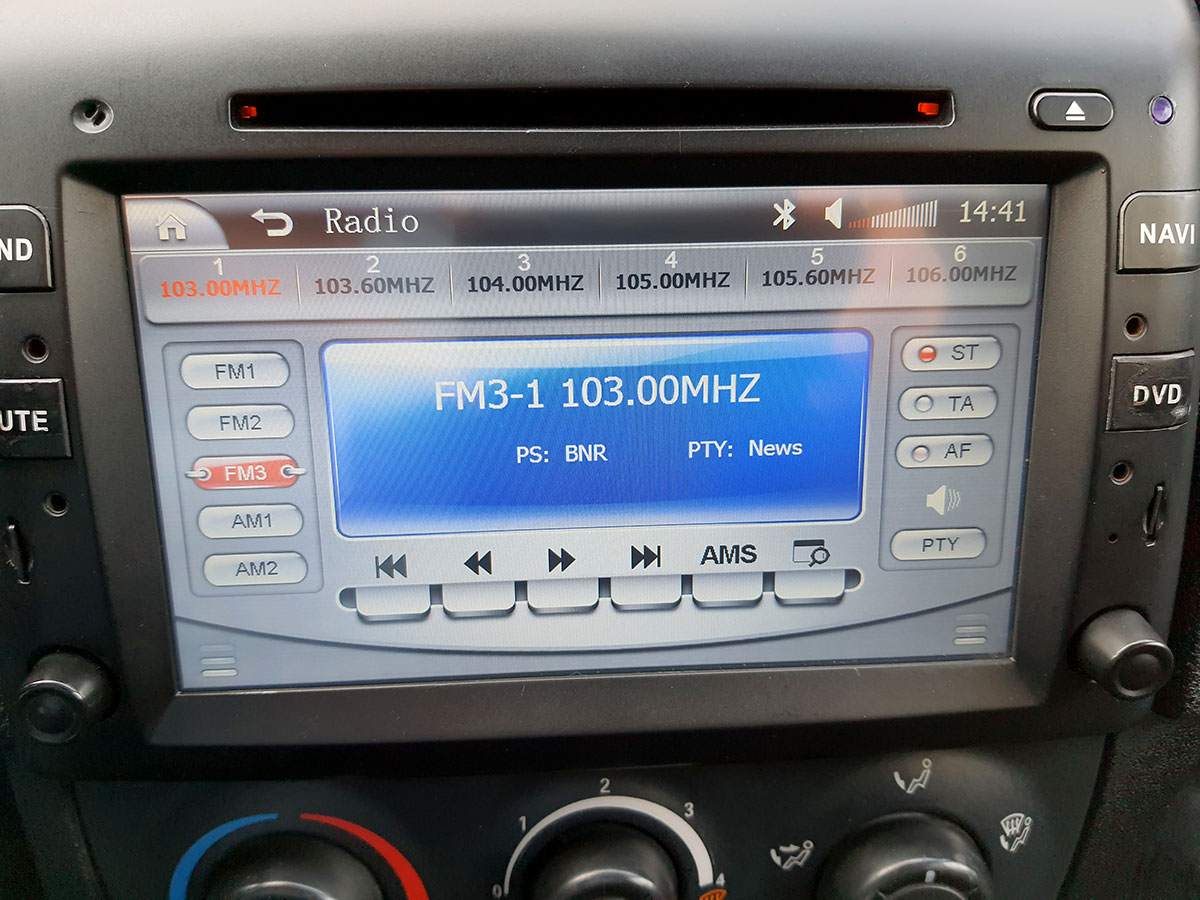 Radio 14:41
NAVI
ND
1 2 3 4 5 6
103.00MHZ 103.60MHZ 104.00MHZ 105.00MHZ 105.60MHZ 106.00MHZ
FM1
ST
FM3-1 103.00MHZ
DVD
TA
UTE
FM2
PS: BNR PTY: News
AF
FM3
AM1
PTY
AMS
AM2
0 1 2 3 4